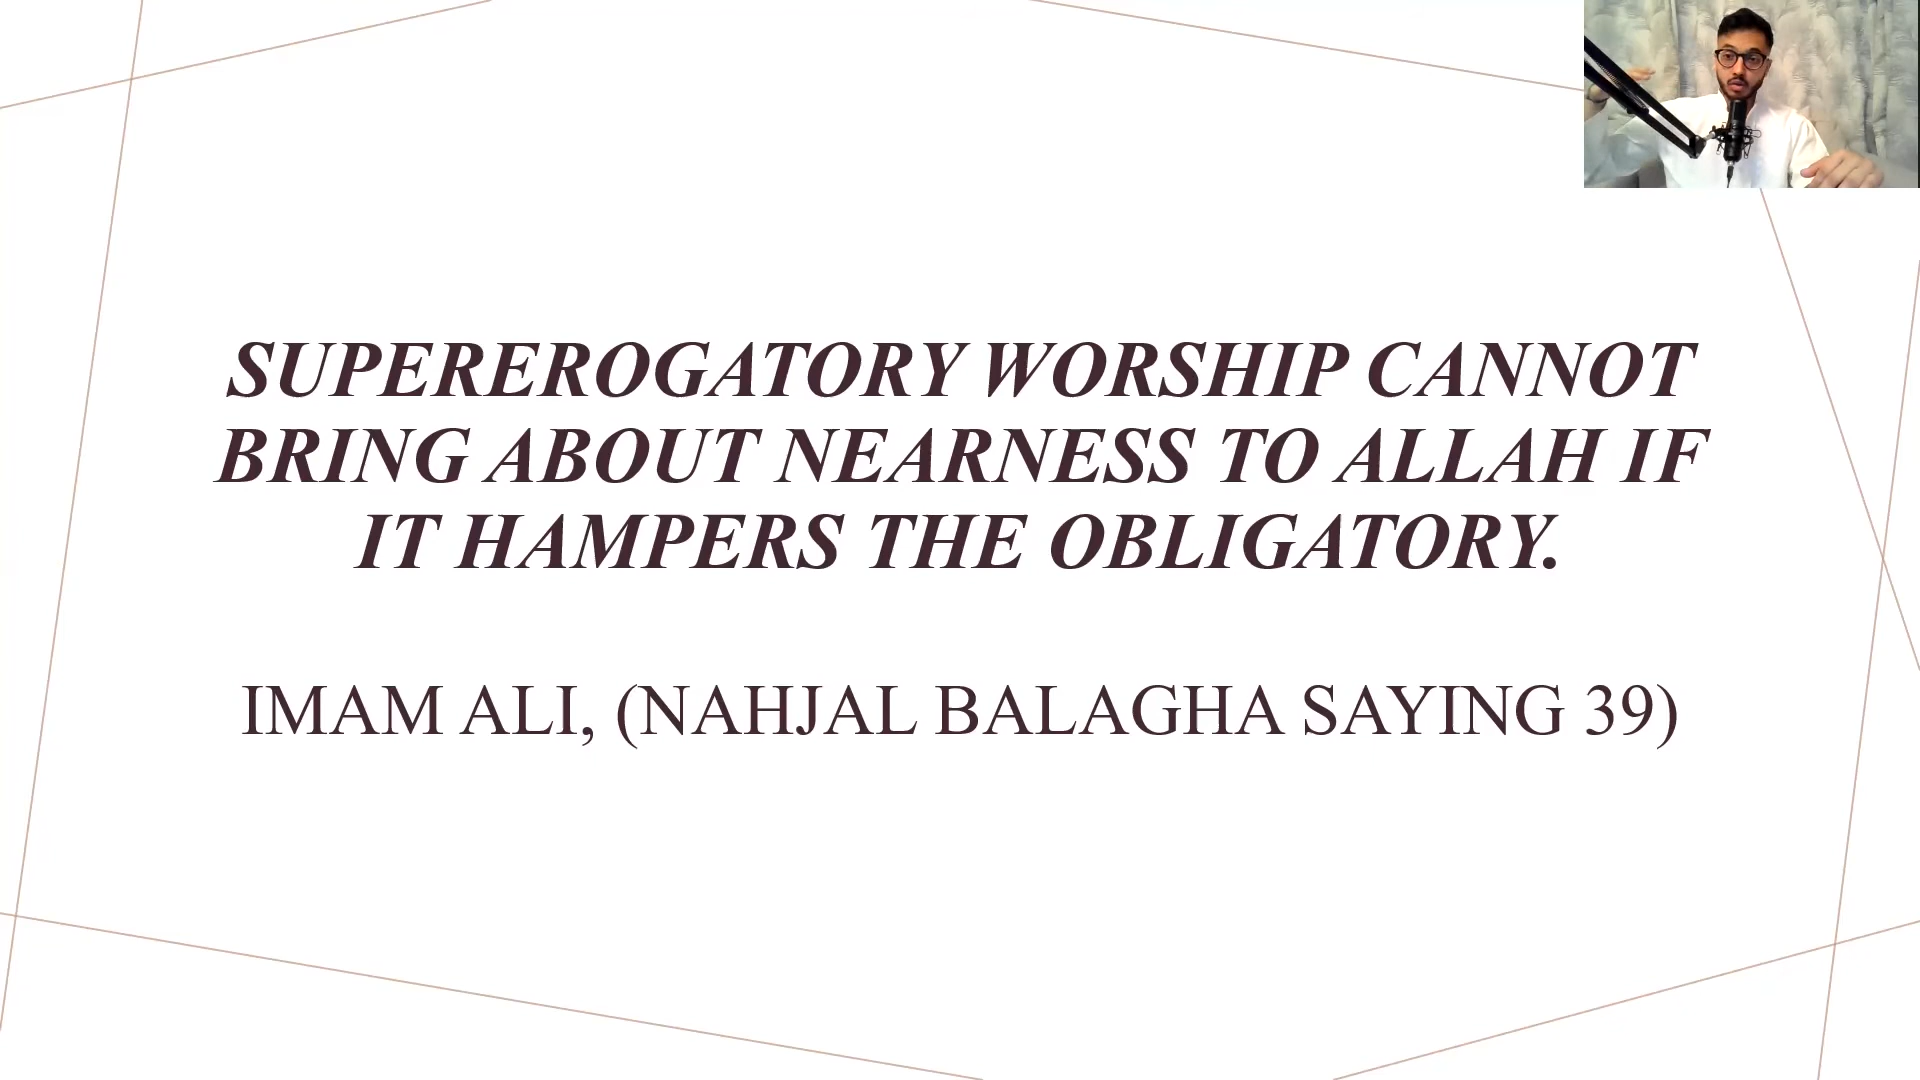 SUPEREROGATORY WORSHIP CANNOT
BRING ABOUT NEARNESS TO ALLAH IF
IT HAMPERS THE OBLIGATORY.
IMAM ALI, (NAHJAL BALAGHA SAYING 39)